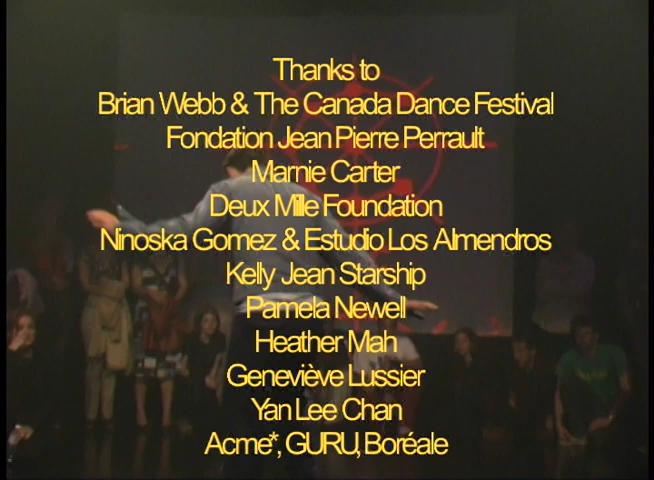 Thanks to
Brian Webb & The Canada Dance Festival
Fondation Jean Pierre Perrault
Marnie Carter
Deux Mille Foundation
Ninoska Gomez & Estudio Los Almendros
Kelly Jean Starship
Pamela Newell
Heather Mah
Geneviève Lussier
Yan Lee Chan
Acme*, GURU, Boréale